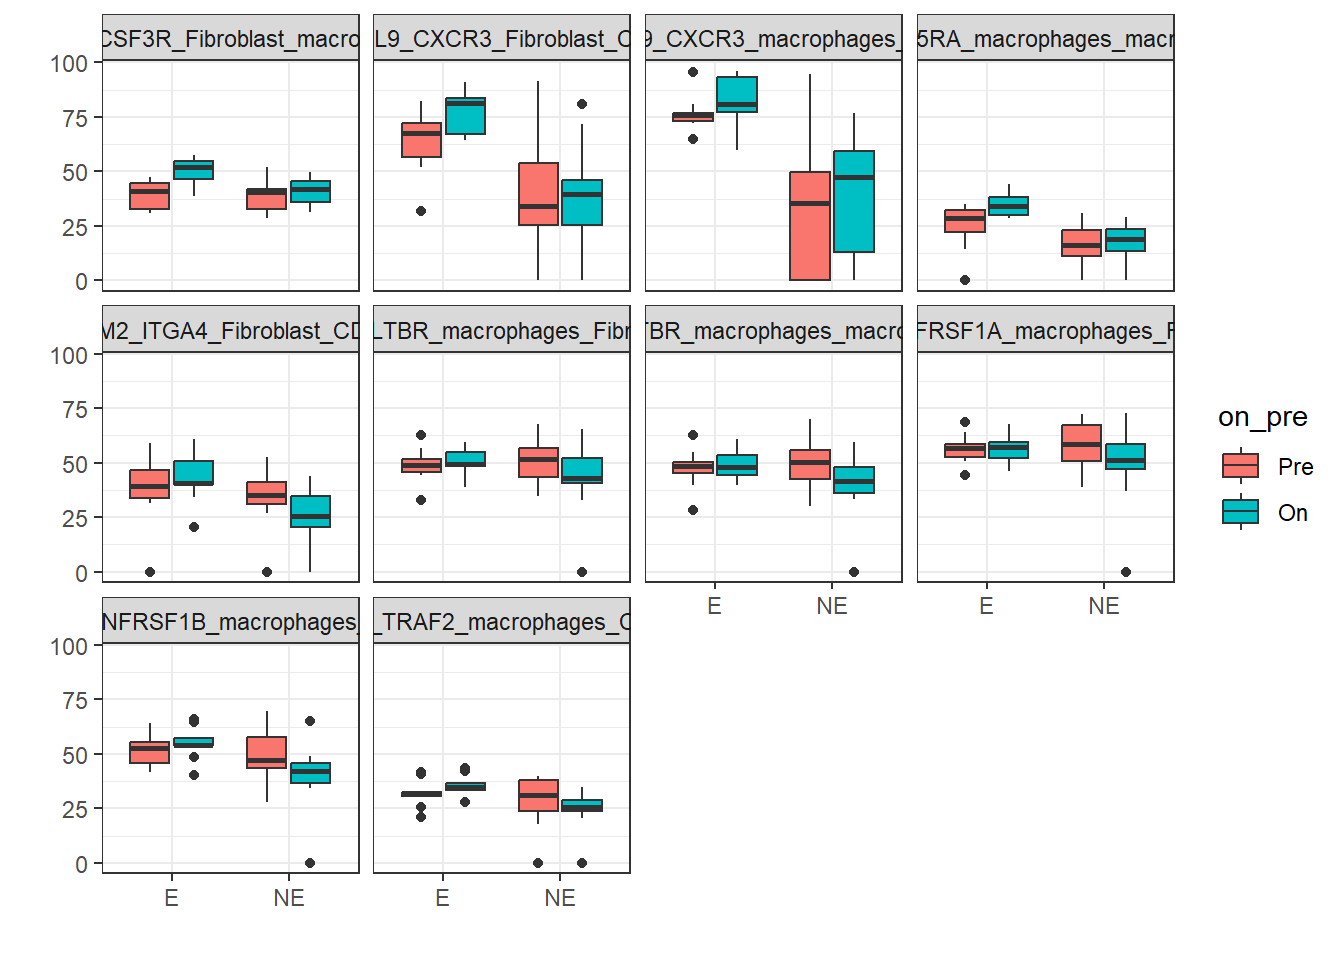 CSF3R_Fibroblast_macro
L9_CXCR3_Fibroblast_C
9_CXCR3_macrophages_
5RA_macrophages_macr
100
75
50
25
0
M2_ITGA4_Fibroblast_CD
LTBR_macrophages_Fibr
TBR_macrophages_macro
FRSF1A_macrophages_F
100
75
50
25
0
E
NE
E
NE
on_pre
Pre
On
NFRSF1B_macrophages_
_TRAF2_macrophages_C
100
75
50
25
0
E
NE
E
NE